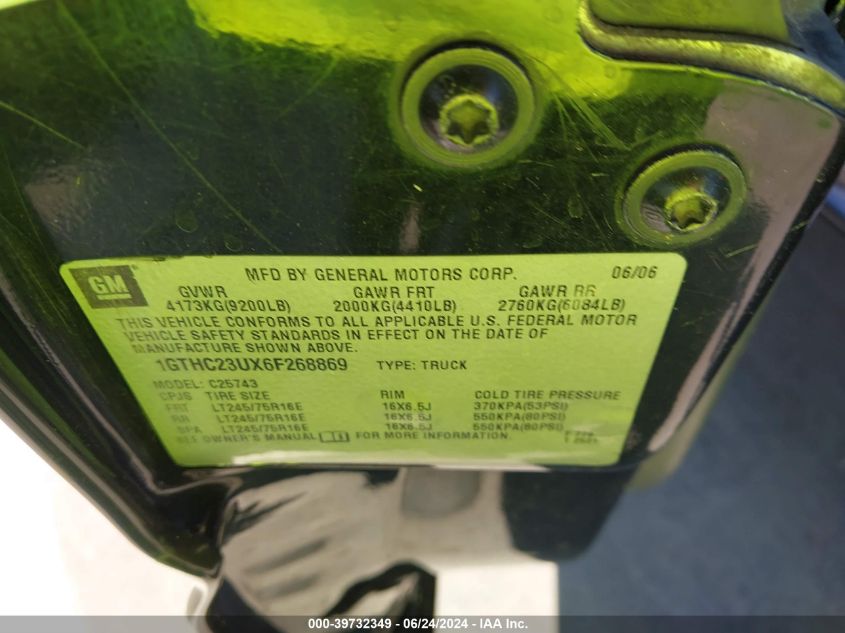 GM
MFD BY GENERAL MOTORS CORP. 06/06
GVWR GAWR FRT GAWR RR
4173KG(9200LB) 2000KG(4410LB) 2760KG(6084LB)
THIS VEHICLE CONFORMS TO ALL APPLICABLE U.S. FEDERAL MOTOR
VEHICLE SAFETY STANDARDS IN EFFECT ON THE DATE OF
MANUFACTURE SHOWN ABOVE.
1GTHC23UX6F268869 TYPE: TRUCK
MODEL: C25743
CPJS TIRE SIZE RIM COLD TIRE PRESSURE
FRT LT245/75R16E 16X6.5J 370KPA(53PSI)
RR LT245/75R16E 16X6.5J 550KPA(80PSI)
SPA LT245/75R16E 16X6.5J 550KPA(80PSI)
SEE OWNER'S MANUAL FOR MORE INFORMATION.
000-39732349 - 06/24/2024 - IAA Inc.